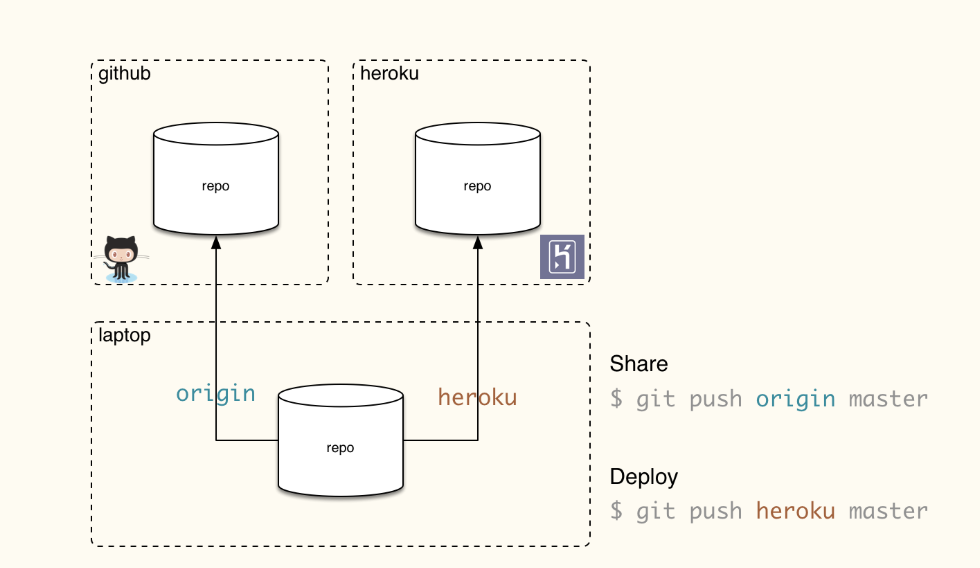 github
heroku
repo
repo
laptop
origin
heroku
repo
Share
$ git push origin master
Deploy
$ git push heroku master